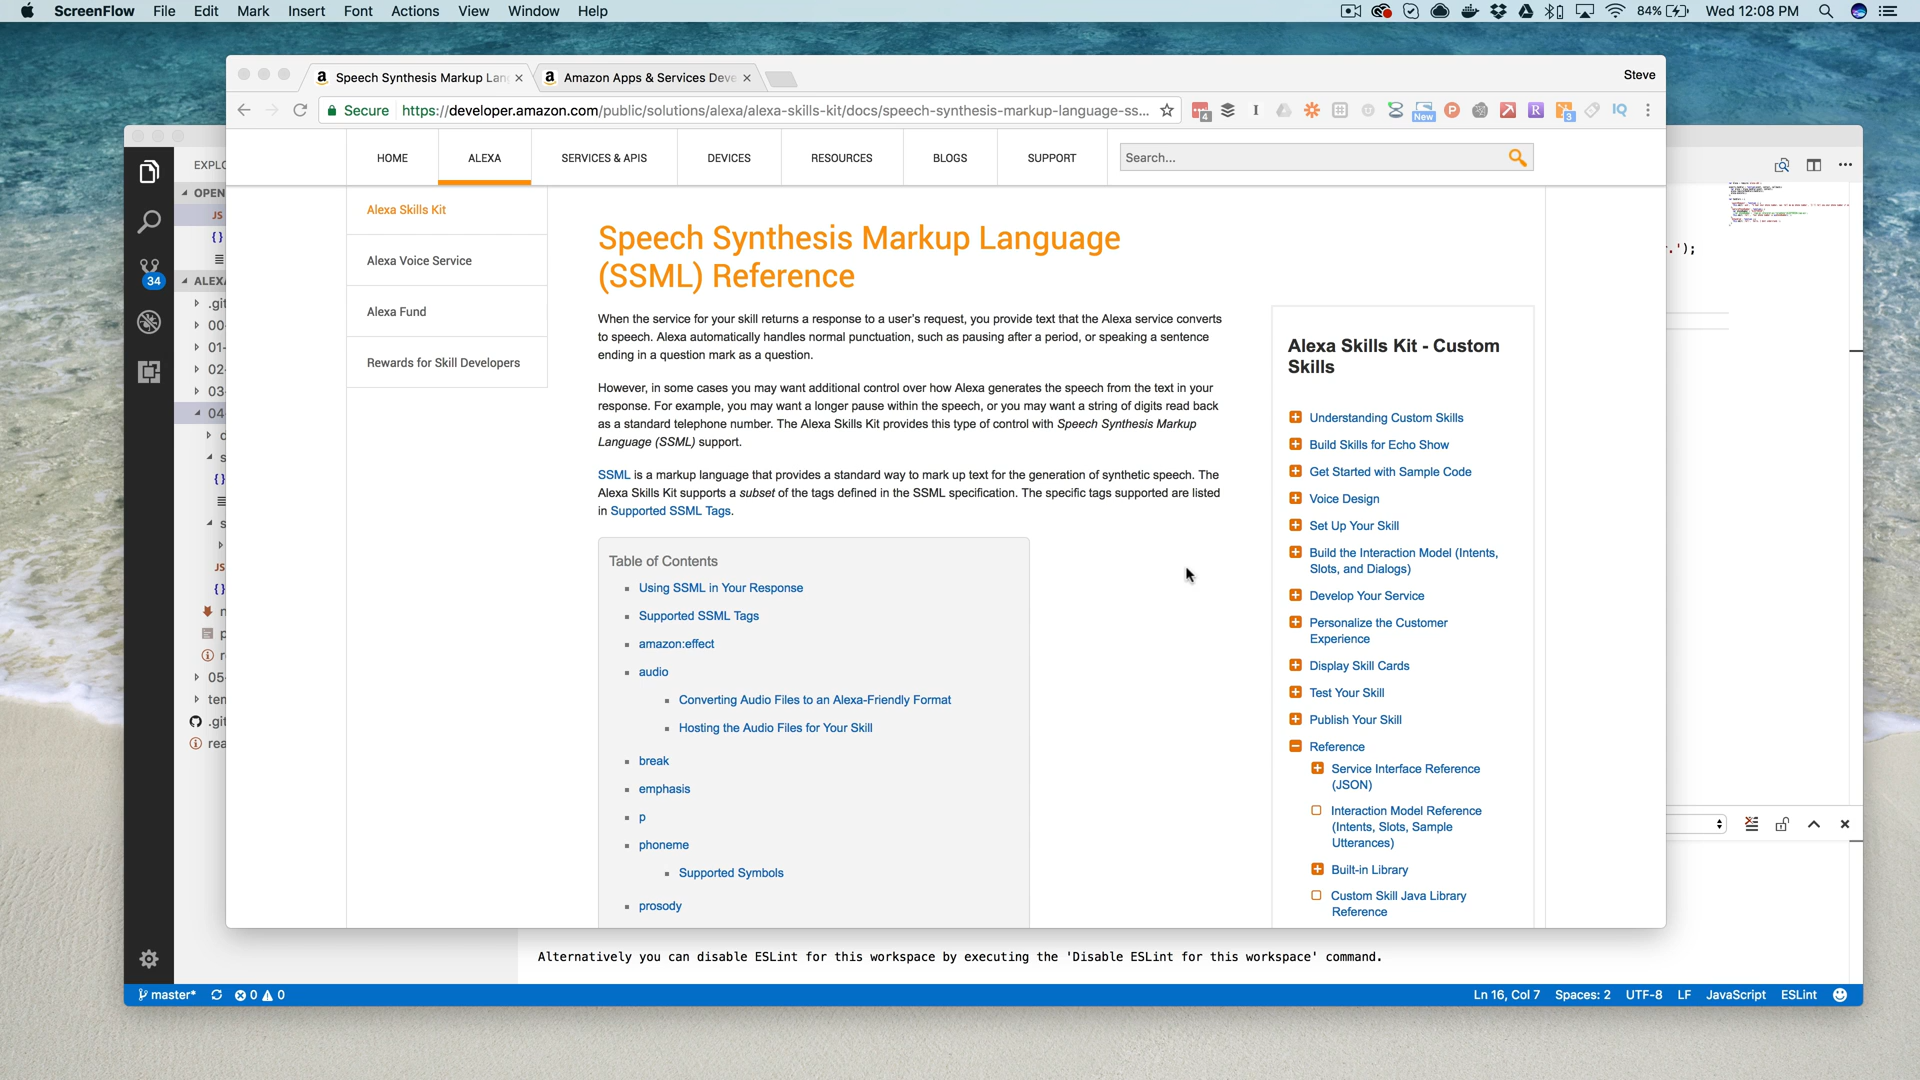 ScreenFlow File Edit Mark Insert Font Actions View Window Help
84% Wed 12:08 PM
Speech Synthesis Markup Lan
Amazon Apps & Services Deve
Steve
Secure https://developer.amazon.com/public/solutions/alexa/alexa-skills-kit/docs/speech-synthesis-markup-language-ss...
HOME ALEXA SERVICES & APIS DEVICES RESOURCES BLOGS SUPPORT
Search...
Alexa Skills Kit
Alexa Voice Service
Alexa Fund
Rewards for Skill Developers
Speech Synthesis Markup Language
(SSML) Reference
When the service for your skill returns a response to a user's request, you provide text that the Alexa service converts
to speech. Alexa automatically handles normal punctuation, such as pausing after a period, or speaking a sentence
ending in a question mark as a question.
However, in some cases you may want additional control over how Alexa generates the speech from the text in your
response. For example, you may want a longer pause within the speech, or you may want a string of digits read back
as a standard telephone number. The Alexa Skills Kit provides this type of control with Speech Synthesis Markup
Language (SSML) support.
SSML is a markup language that provides a standard way to mark up text for the generation of synthetic speech. The
Alexa Skills Kit supports a subset of the tags defined in the SSML specification. The specific tags supported are listed
in Supported SSML Tags.
Table of Contents
Using SSML in Your Response
Supported SSML Tags
amazon:effect
audio
Converting Audio Files to an Alexa-Friendly Format
Hosting the Audio Files for Your Skill
break
emphasis
p
phoneme
Supported Symbols
prosody
Alexa Skills Kit - Custom
Skills
Understanding Custom Skills
Build Skills for Echo Show
Get Started with Sample Code
Voice Design
Set Up Your Skill
Build the Interaction Model (Intents,
Slots, and Dialogs)
Develop Your Service
Personalize the Customer
Experience
Display Skill Cards
Test Your Skill
Publish Your Skill
Reference
Service Interface Reference
(JSON)
Interaction Model Reference
(Intents, Slots, Sample
Utterances)
Built-in Library
Custom Skill Java Library
Reference
EXPLO
OPEN
JS
{}
34
ALEXA
.git
00-
01-
02-
03-
04-
{}
JS
{}
05-
ten
.git
rea
.');
Alternatively you can disable ESLint for this workspace by executing the 'Disable ESLint for this workspace' command.
master* 0 0
Ln 16, Col 7 Spaces: 2 UTF-8 LF JavaScript ESLint